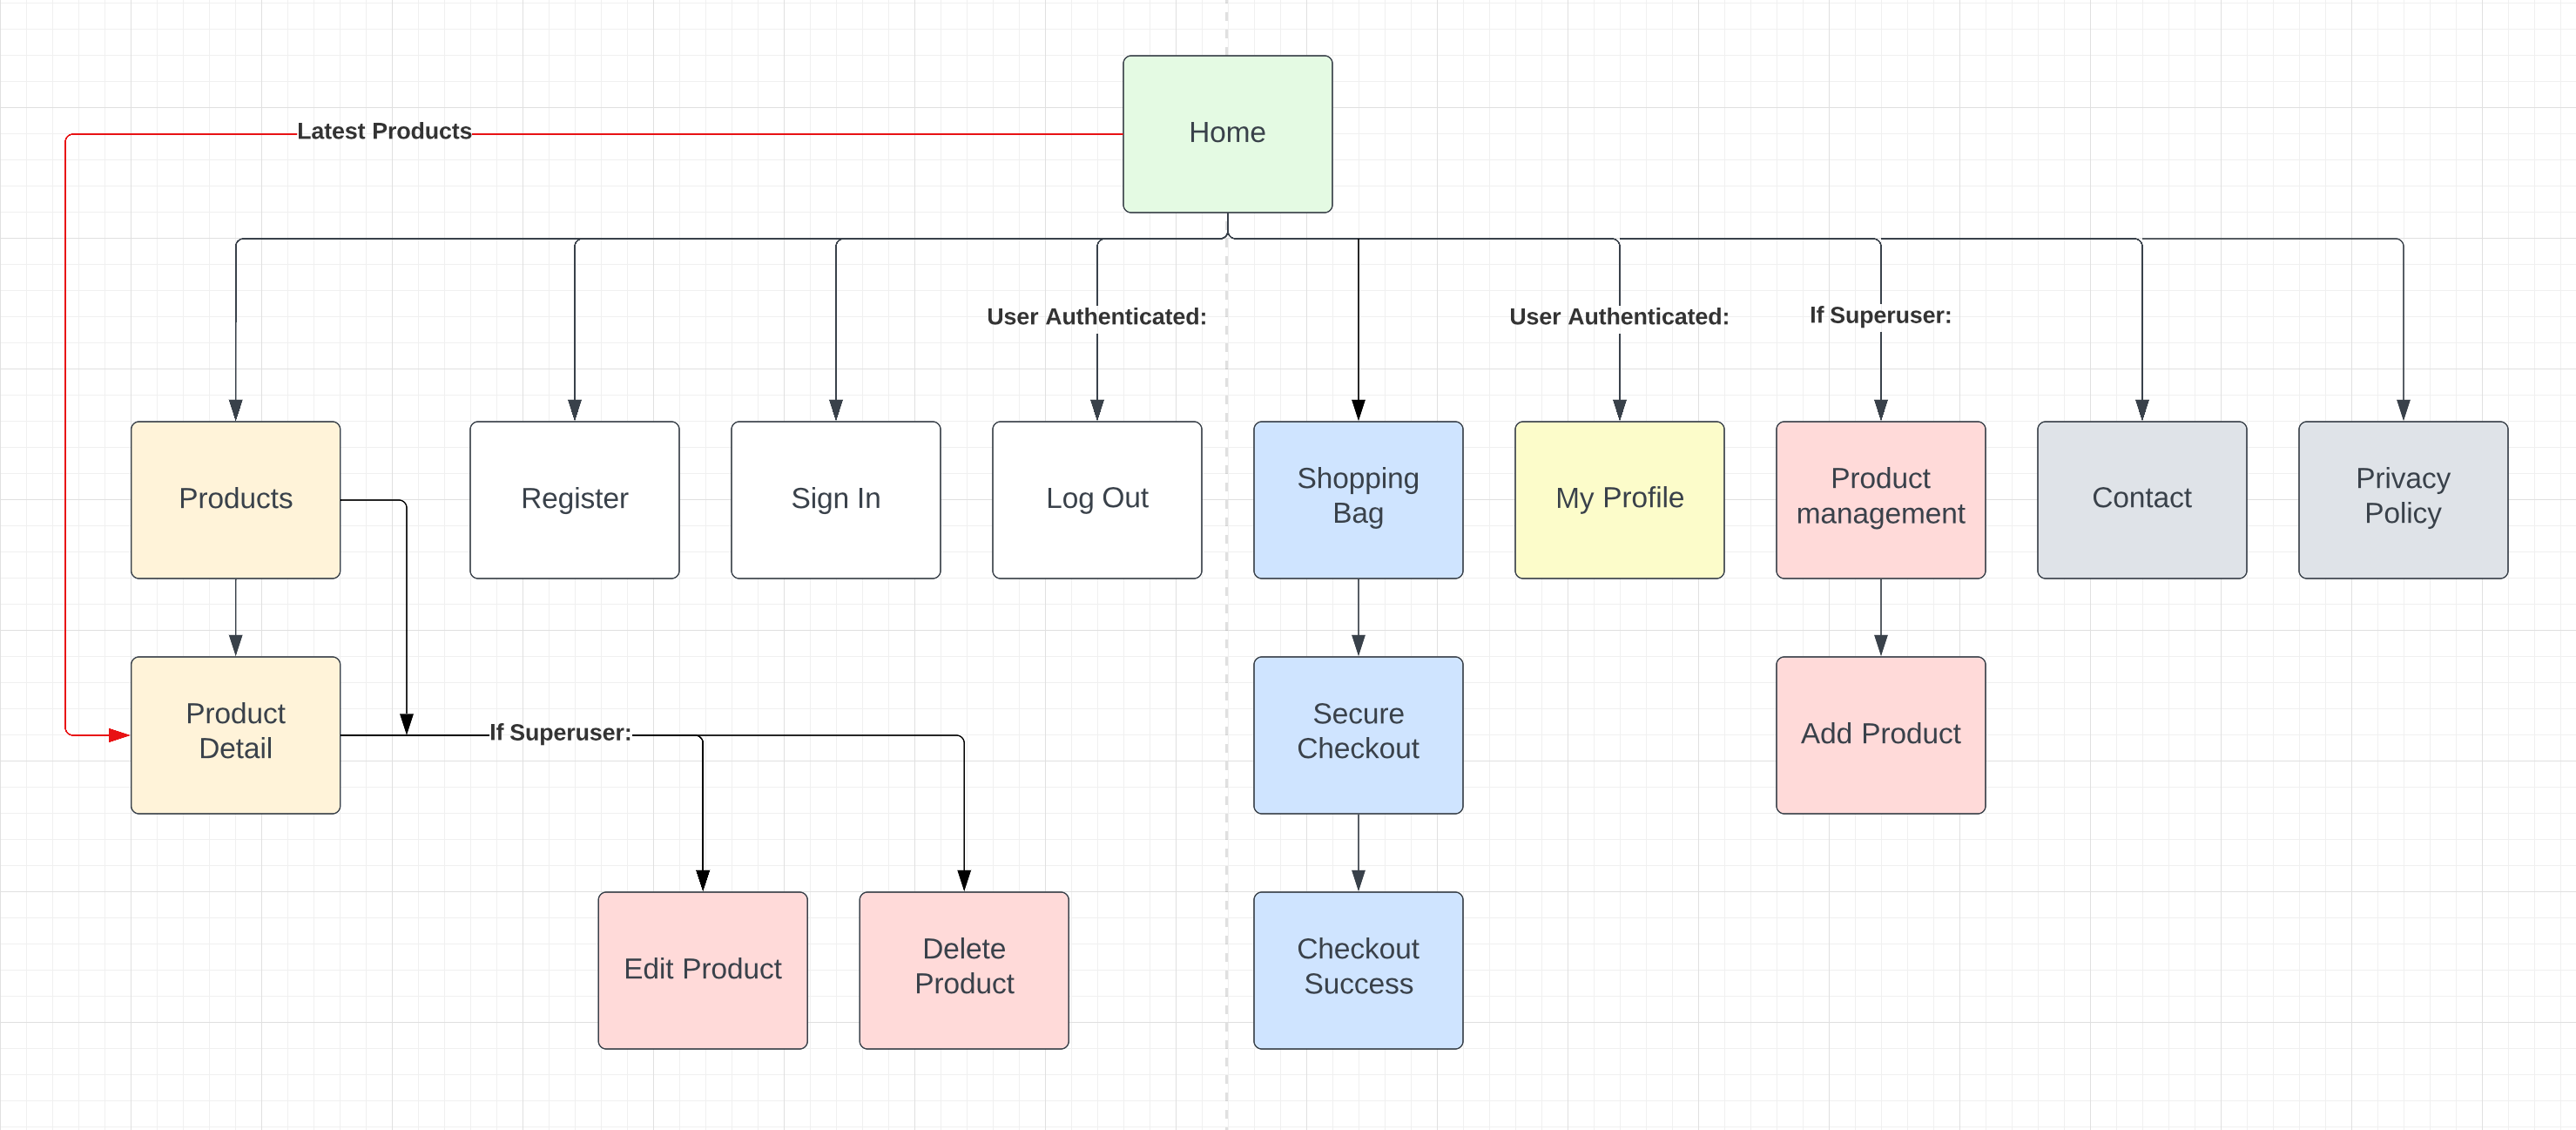 Home
Latest Products
User Authenticated:
User Authenticated:
If Superuser:
Products
Register
Sign In
Log Out
Shopping
Bag
My Profile
Product
management
Contact
Privacy
Policy
Product
Detail
If Superuser:
Secure
Checkout
Add Product
Edit Product
Delete
Product
Checkout
Success